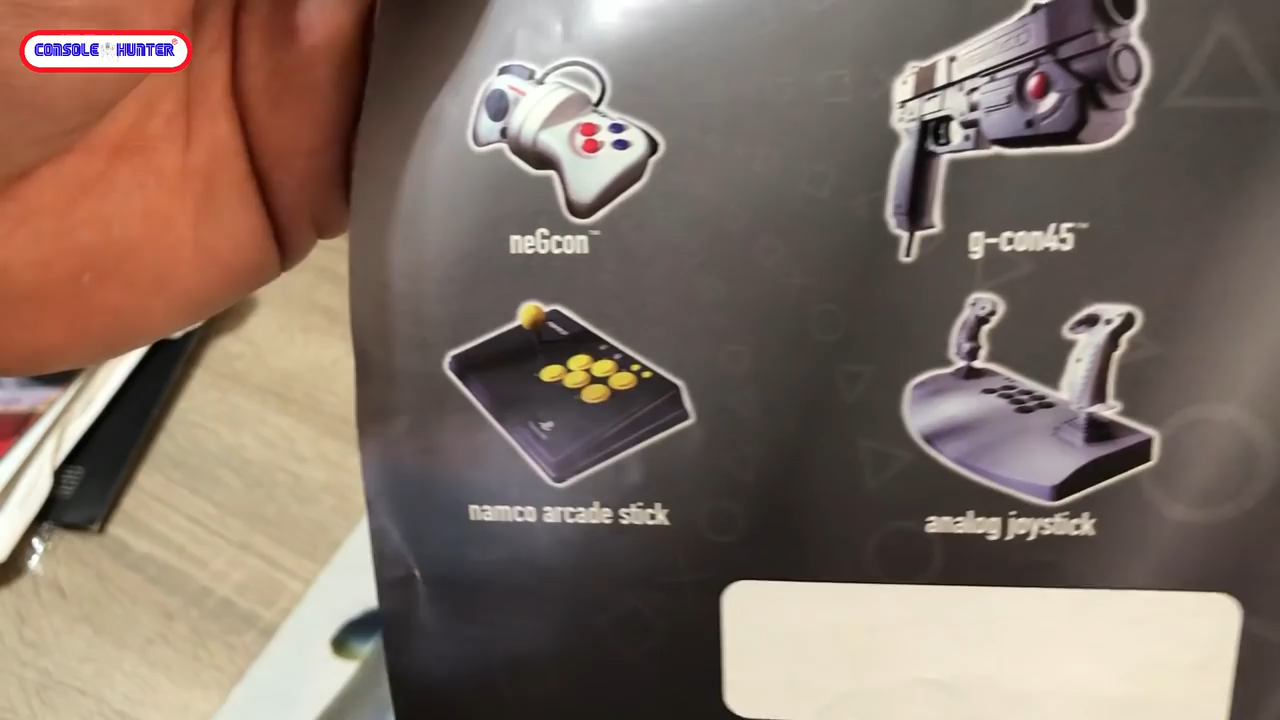 CONSOLE HUNTER®
neGcon™
g-con45™
namco arcade stick
analog joystick